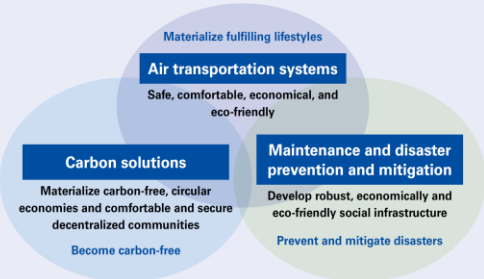 Materialize fulfilling lifestyles
Air transportation systems
Safe, comfortable, economical, and
eco-friendly
Carbon solutions
Materialize carbon-free, circular
economies and comfortable and secure
decentralized communities
Become carbon-free
Maintenance and disaster
prevention and mitigation
Develop robust, economically and
eco-friendly social infrastructure
Prevent and mitigate disasters